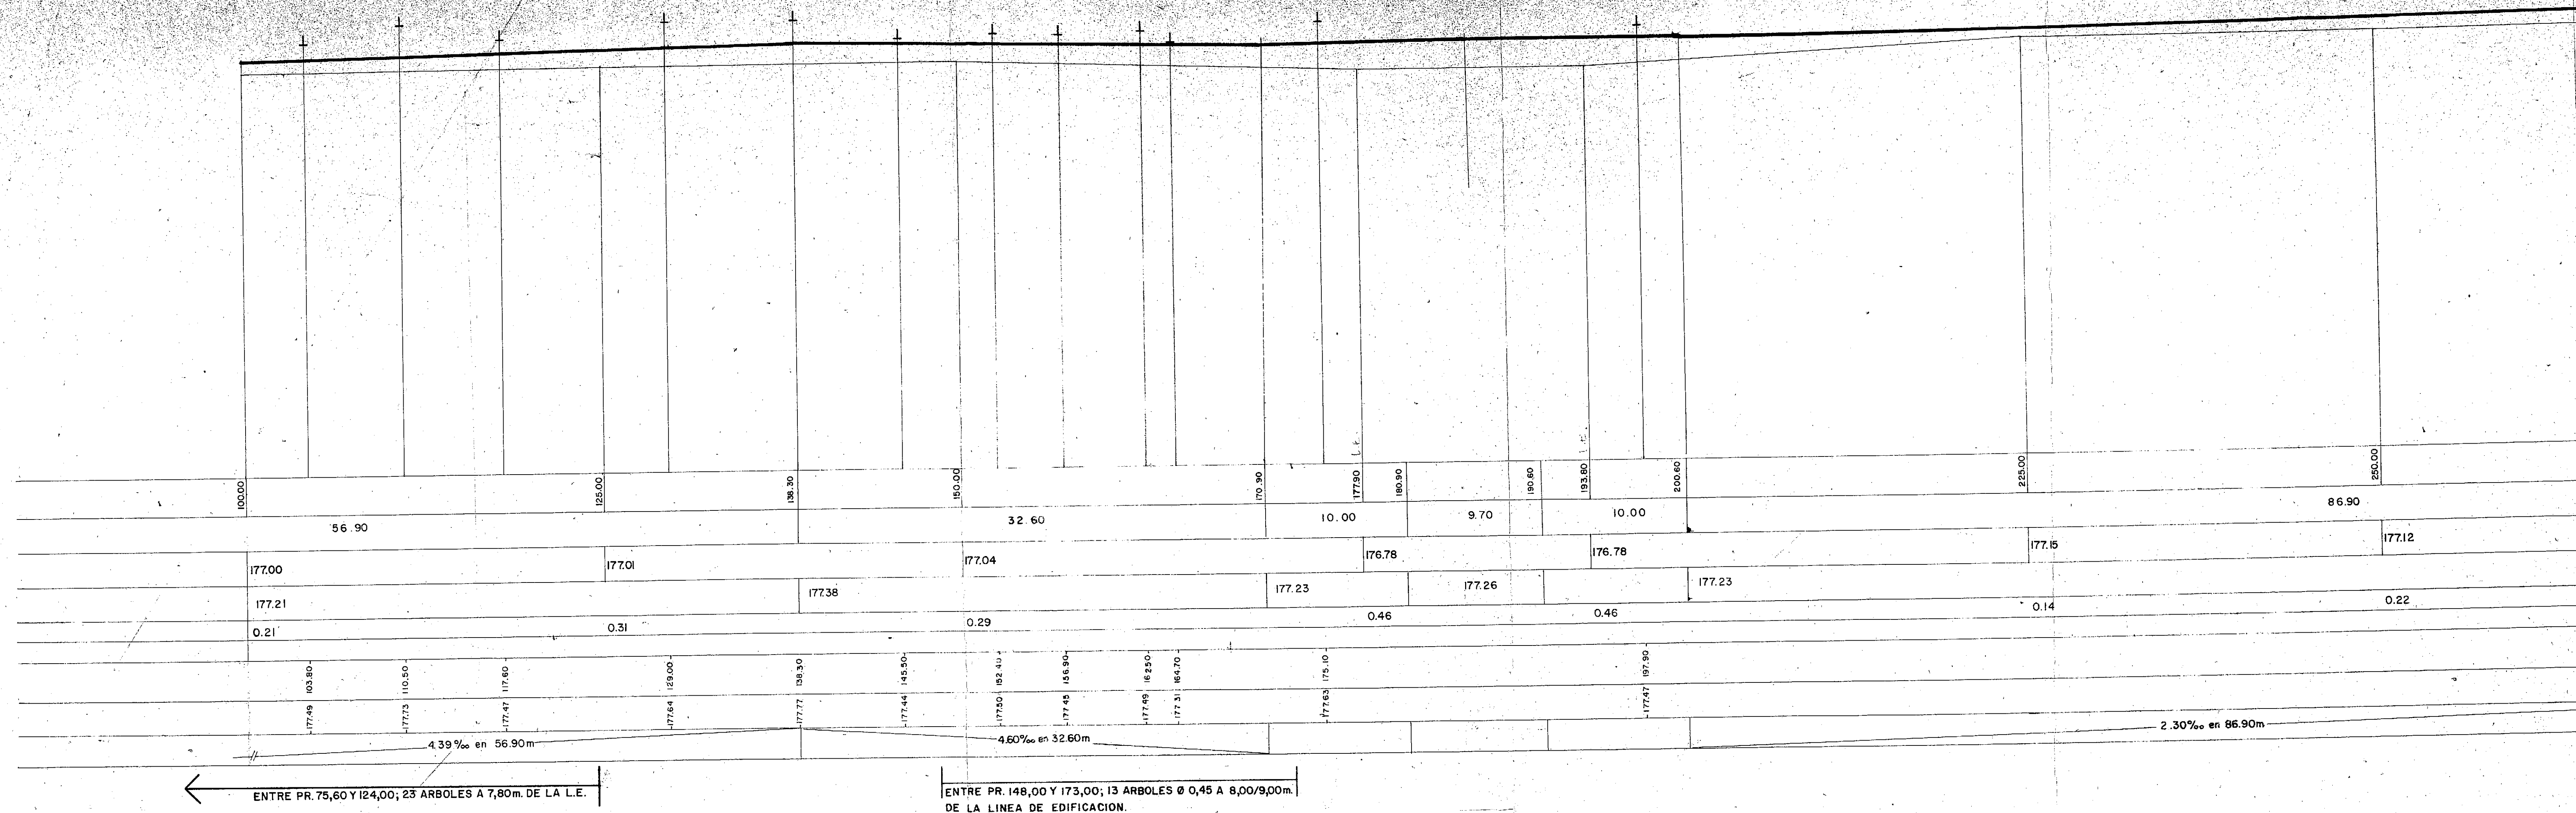 L.E.
100.00 125.00 138.30 150.00 170.90 177.90 180.90 190.60 193.80 200.60 225.00 250.00
56.90 32.60 10.00 9.70 10.00 86.90
177.00 177.01 177.04 176.78 176.78 177.15 177.12
177.21 177.38 177.23 177.26 177.23
0.21 0.31 0.29 0.46 0.46 0.14 0.22
103.80 110.50 117.60 129.00 138.30 145.50 152.40 156.90 162.50 164.70 175.10 197.90
177.49 177.73 177.47 177.64 177.77 177.44 177.50 177.45 177.49 177.31 177.63 177.47
4.39‰ en 56.90m 4.60‰ en 32.60m 2.30‰ en 86.90m
ENTRE PR. 75,60 Y 124,00; 23 ARBOLES A 7,80m. DE LA L.E.
ENTRE PR. 148,00 Y 173,00; 13 ARBOLES Ø 0,45 A 8,00/9,00m.
DE LA LINEA DE EDIFICACION.